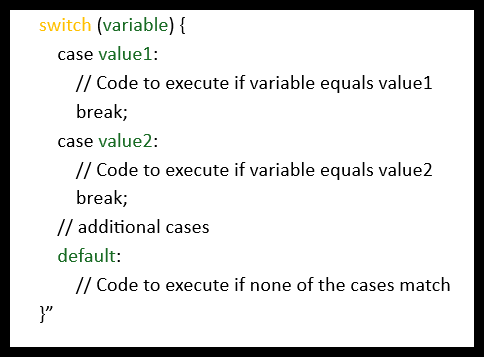 switch (variable) {
case value1:
// Code to execute if variable equals value1
break;
case value2:
// Code to execute if variable equals value2
break;
// additional cases
default:
// Code to execute if none of the cases match
}”